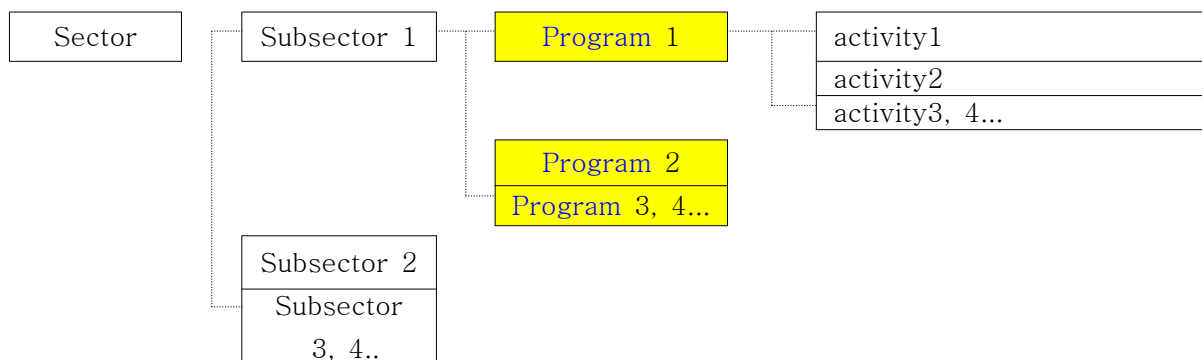 Sector
Subsector 1
Program 1
activity1
activity2
activity3, 4...
Program 2
Program 3, 4...
Subsector 2
Subsector
3, 4..